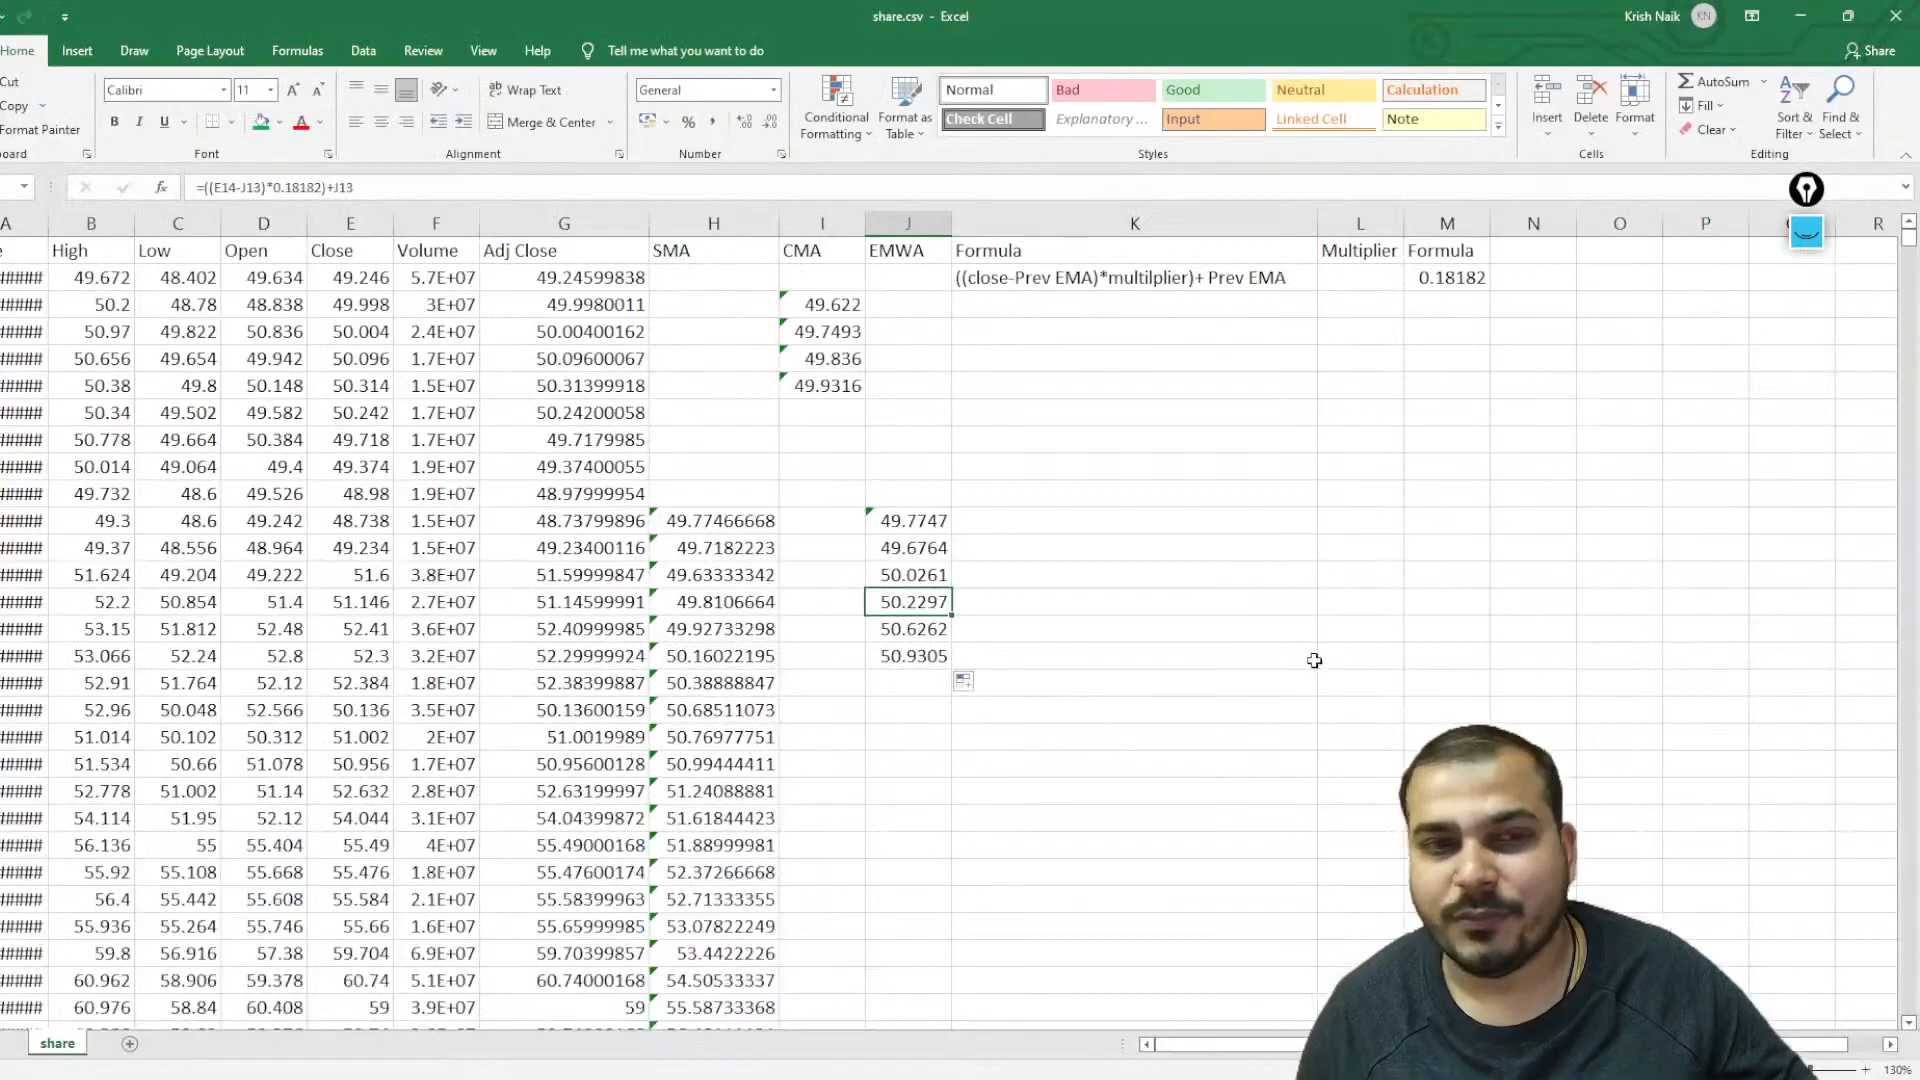 share.csv - Excel
Krish Naik KN
Home Insert Draw Page Layout Formulas Data Review View Help Tell me what you want to do Share
Cut Calibri 11 Wrap Text General Normal Bad Good Neutral Calculation AutoSum
Copy Format Painter B I U Merge & Center Conditional Formatting Format as Table Check Cell Explanatory ... Input Linked Cell Note Insert Delete Format Fill Clear Sort & Filter Find & Select
board Font Alignment Number Styles Cells Editing
fx =((E14-J13)*0.18182)+J13
A B C D E F G H I J K L M N O P R
e High Low Open Close Volume Adj Close SMA CMA EMWA Formula Multiplier Formula
##### 49.672 48.402 49.634 49.246 5.7E+07 49.24599838 ((close-Prev EMA)*multilplier)+ Prev EMA 0.18182
##### 50.2 48.78 48.838 49.998 3E+07 49.9980011 49.622
##### 50.97 49.822 50.836 50.004 2.4E+07 50.00400162 49.7493
##### 50.656 49.654 49.942 50.096 1.7E+07 50.09600067 49.836
##### 50.38 49.8 50.148 50.314 1.5E+07 50.31399918 49.9316
##### 50.34 49.502 49.582 50.242 1.7E+07 50.24200058
##### 50.778 49.664 50.384 49.718 1.7E+07 49.7179985
##### 50.014 49.064 49.4 49.374 1.9E+07 49.37400055
##### 49.732 48.6 49.526 48.98 1.9E+07 48.97999954
##### 49.3 48.6 49.242 48.738 1.5E+07 48.73799896 49.77466668 49.7747
##### 49.37 48.556 48.964 49.234 1.5E+07 49.23400116 49.7182223 49.6764
##### 51.624 49.204 49.222 51.6 3.8E+07 51.59999847 49.63333342 50.0261
##### 52.2 50.854 51.4 51.146 2.7E+07 51.14599991 49.8106664 50.2297
##### 53.15 51.812 52.48 52.41 3.6E+07 52.40999985 49.92733298 50.6262
##### 53.066 52.24 52.8 52.3 3.2E+07 52.29999924 50.16022195 50.9305
##### 52.91 51.764 52.12 52.384 1.8E+07 52.38399887 50.38888847
##### 52.96 50.048 52.566 50.136 3.5E+07 50.13600159 50.68511073
##### 51.014 50.102 50.312 51.002 2E+07 51.0019989 50.76977751
##### 51.534 50.66 51.078 50.956 1.7E+07 50.95600128 50.99444411
##### 52.778 51.002 51.14 52.632 2.8E+07 52.63199997 51.24088881
##### 54.114 51.95 52.12 54.044 3.1E+07 54.04399872 51.61844423
##### 56.136 55 55.404 55.49 4E+07 55.49000168 51.88999981
##### 55.92 55.108 55.668 55.476 1.8E+07 55.47600174 52.37266668
##### 56.4 55.442 55.608 55.584 2.1E+07 55.58399963 52.71333355
##### 55.936 55.264 55.746 55.66 1.6E+07 55.65999985 53.07822249
##### 59.8 56.916 57.38 59.704 6.9E+07 59.70399857 53.4422226
##### 60.962 58.906 59.378 60.74 5.1E+07 60.74000168 54.50533337
##### 60.976 58.84 60.408 59 3.9E+07 59 55.58733368
share
130%